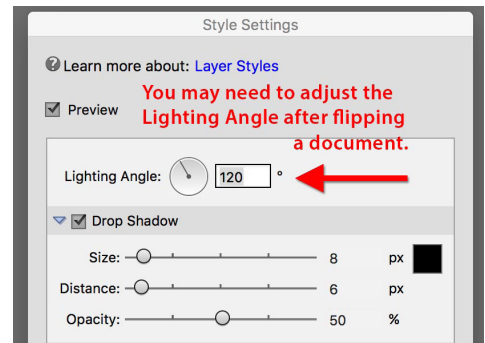 Style Settings
Learn more about: Layer Styles
Preview
You may need to adjust the
Lighting Angle after flipping
a document.
Lighting Angle: 120 °
Drop Shadow
Size: 8 px
Distance: 6 px
Opacity: 50 %